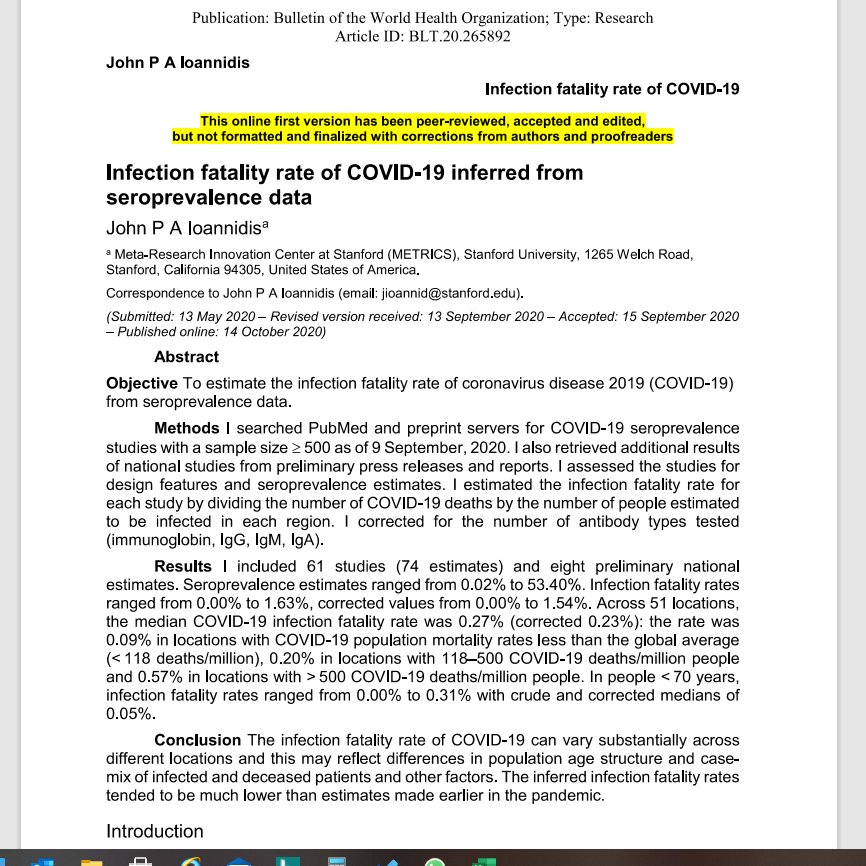 Publication: Bulletin of the World Health Organization; Type: Research
Article ID: BLT.20.265892
John P A Ioannidis
Infection fatality rate of COVID-19
This online first version has been peer-reviewed, accepted and edited,
but not formatted and finalized with corrections from authors and proofreaders
Infection fatality rate of COVID-19 inferred from
seroprevalence data
John P A Ioannidisª
ª Meta-Research Innovation Center at Stanford (METRICS), Stanford University, 1265 Welch Road,
Stanford, California 94305, United States of America.
Correspondence to John P A Ioannidis (email: jioannid@stanford.edu).
(Submitted: 13 May 2020 – Revised version received: 13 September 2020 – Accepted: 15 September 2020
– Published online: 14 October 2020)
Abstract
Objective To estimate the infection fatality rate of coronavirus disease 2019 (COVID-19)
from seroprevalence data.
Methods I searched PubMed and preprint servers for COVID-19 seroprevalence
studies with a sample size ≥ 500 as of 9 September, 2020. I also retrieved additional results
of national studies from preliminary press releases and reports. I assessed the studies for
design features and seroprevalence estimates. I estimated the infection fatality rate for
each study by dividing the number of COVID-19 deaths by the number of people estimated
to be infected in each region. I corrected for the number of antibody types tested
(immunoglobin, IgG, IgM, IgA).
Results I included 61 studies (74 estimates) and eight preliminary national
estimates. Seroprevalence estimates ranged from 0.02% to 53.40%. Infection fatality rates
ranged from 0.00% to 1.63%, corrected values from 0.00% to 1.54%. Across 51 locations,
the median COVID-19 infection fatality rate was 0.27% (corrected 0.23%): the rate was
0.09% in locations with COVID-19 population mortality rates less than the global average
(< 118 deaths/million), 0.20% in locations with 118–500 COVID-19 deaths/million people
and 0.57% in locations with > 500 COVID-19 deaths/million people. In people < 70 years,
infection fatality rates ranged from 0.00% to 0.31% with crude and corrected medians of
0.05%.
Conclusion The infection fatality rate of COVID-19 can vary substantially across
different locations and this may reflect differences in population age structure and case-
mix of infected and deceased patients and other factors. The inferred infection fatality rates
tended to be much lower than estimates made earlier in the pandemic.
Introduction